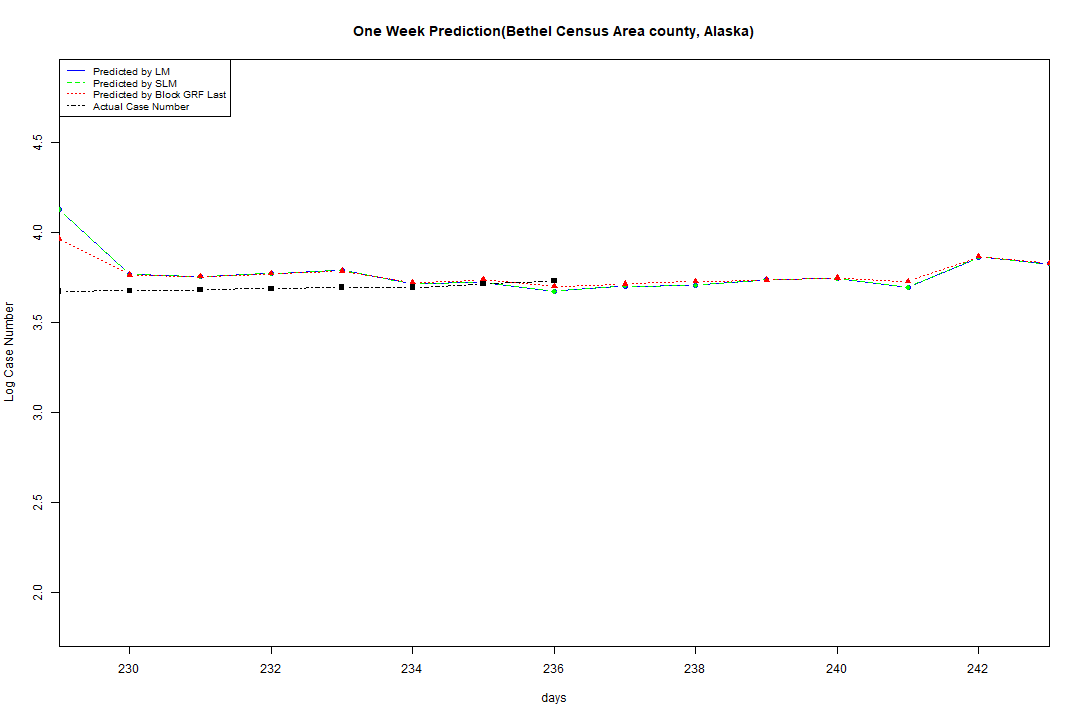 One Week Prediction(Bethel Census Area county, Alaska)
Predicted by LM
Predicted by SLM
Predicted by Block GRF Last
Actual Case Number
4.5
4.0
3.5
3.0
2.5
2.0
Log Case Number
230 232 234 236 238 240 242
days